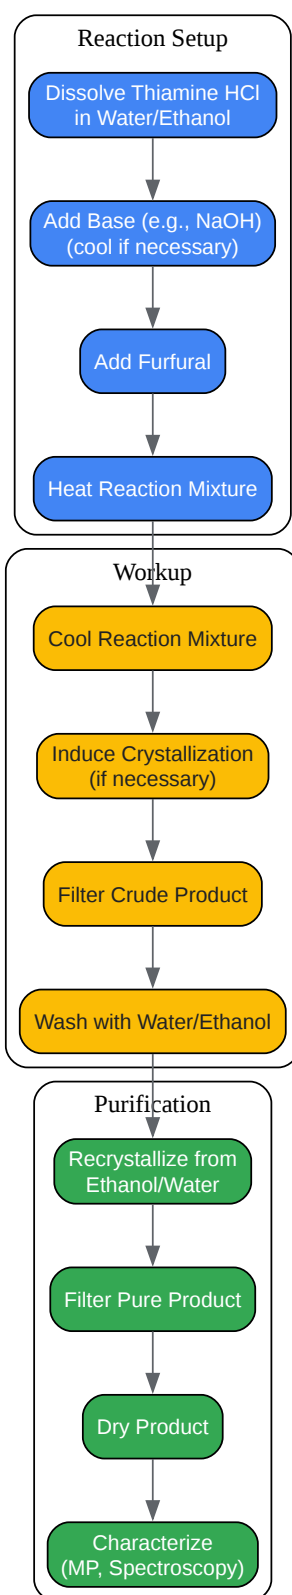 Reaction Setup
Dissolve Thiamine HCl
in Water/Ethanol
Add Base (e.g., NaOH)
(cool if necessary)
Add Furfural
Heat Reaction Mixture
Workup
Cool Reaction Mixture
Induce Crystallization
(if necessary)
Filter Crude Product
Wash with Water/Ethanol
Purification
Recrystallize from
Ethanol/Water
Filter Pure Product
Dry Product
Characterize
(MP, Spectroscopy)